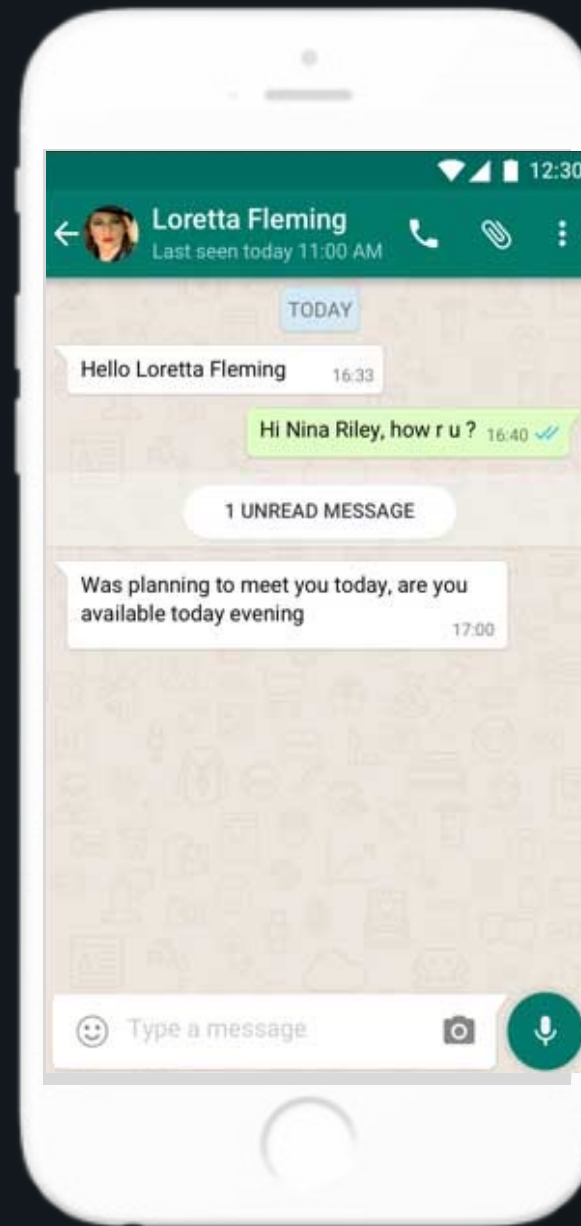 12:30
Loretta Fleming
Last seen today 11:00 AM
TODAY
Hello Loretta Fleming 16:33
Hi Nina Riley, how r u ? 16:40
1 UNREAD MESSAGE
Was planning to meet you today, are you
available today evening
17:00
Type a message